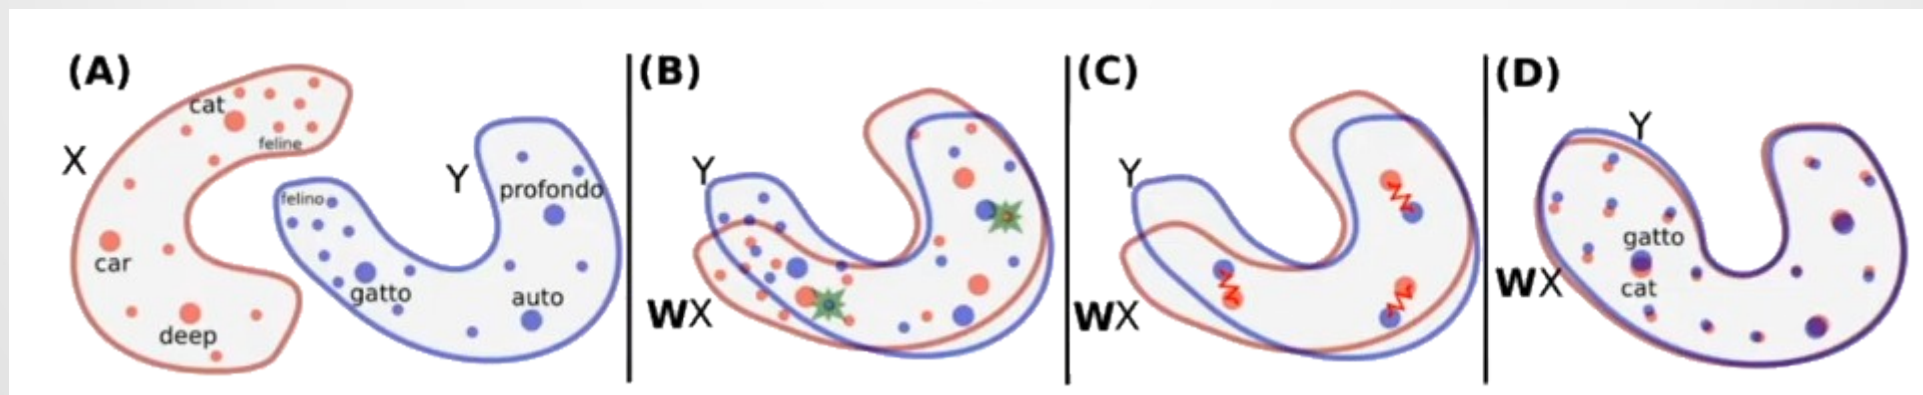 (A)
cat
feline
X
car
deep
Y
felino
profondo
gatto
auto
(B)
Y
WX
(C)
Y
WX
(D)
Y
gatto
WX
cat